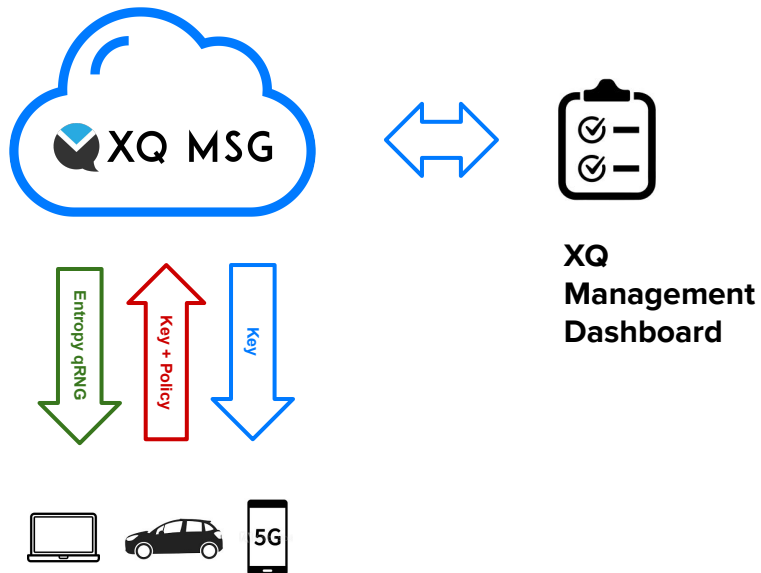 XQ MSG
XQ
Management
Dashboard
Entropy qRNG
Key + Policy
Key
5G